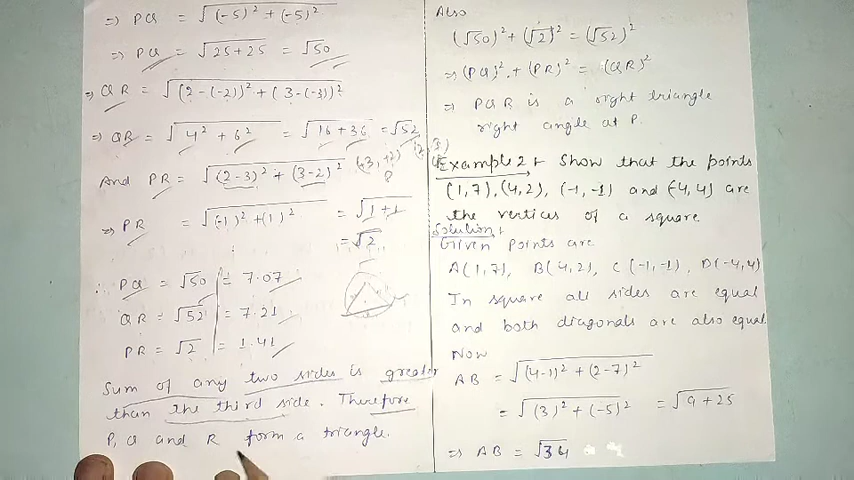 ⇒ PQ = √(-5)² + (-5)²
⇒ PQ = √25+25 = √50
⇒ QR = √(2-(-2))² + (3-(-3))²
⇒ QR = √4² + 6² = √16 + 36 = √52
And PR = √(2-3)² + (3-2)²
⇒ PR = √(-1)² + (1)² = √1+1
= √2
∴ PQ = √50 = 7.07
QR = √52 = 7.21
PR = √2 = 1.41
Sum of any two sides is greater
than the third side. Therefore
P, Q and R form a triangle.
Also
(√50)² + (√2)² = (√52)²
⇒ (PQ)² + (PR)² = (QR)²
⇒ PQR is a right triangle
right angle at P.
Example 2 Show that the points
(1,7), (4,2), (-1,-1) and (-4,4) are
the vertices of a square
Solution
Given points are
A(1,7), B(4,2), C(-1,-1), D(-4,4)
In square all sides are equal
and both diagonals are also equal
Now
AB = √(4-1)² + (2-7)²
= √(3)² + (-5)² = √9+25
⇒ AB = √34